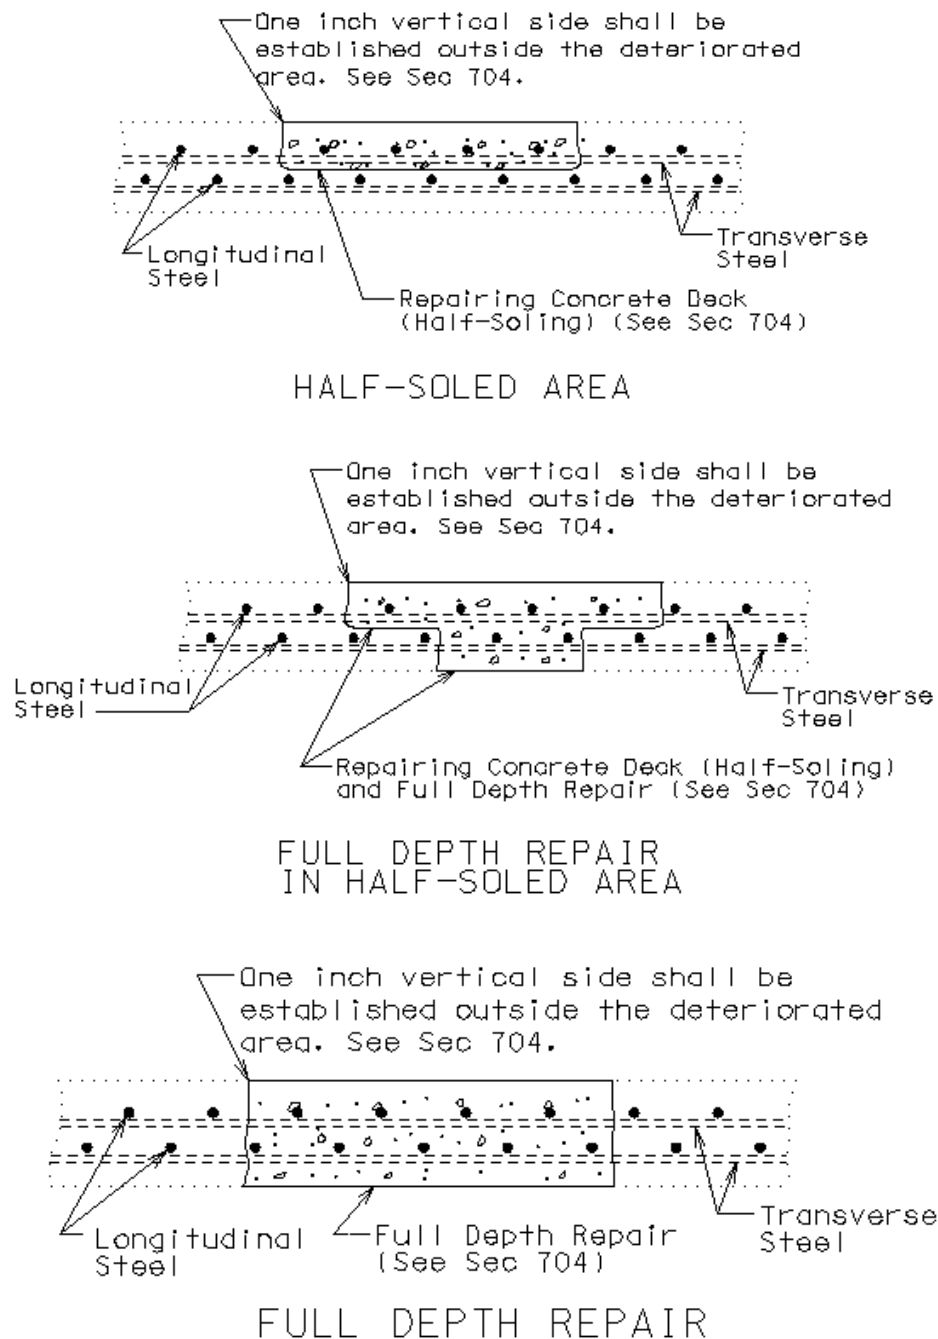 One inch vertical side shall be
established outside the deteriorated
area. See Sec 704.
Longitudinal
Steel
Transverse
Steel
Repairing Concrete Deck
(Half-Soling) (See Sec 704)
HALF-SOLED AREA
One inch vertical side shall be
established outside the deteriorated
area. See Sec 704.
Longitudinal
Steel
Transverse
Steel
Repairing Concrete Deck (Half-Soling)
and Full Depth Repair (See Sec 704)
FULL DEPTH REPAIR
IN HALF-SOLED AREA
One inch vertical side shall be
established outside the deteriorated
area. See Sec 704.
Longitudinal
Steel
Full Depth Repair
(See Sec 704)
Transverse
Steel
FULL DEPTH REPAIR